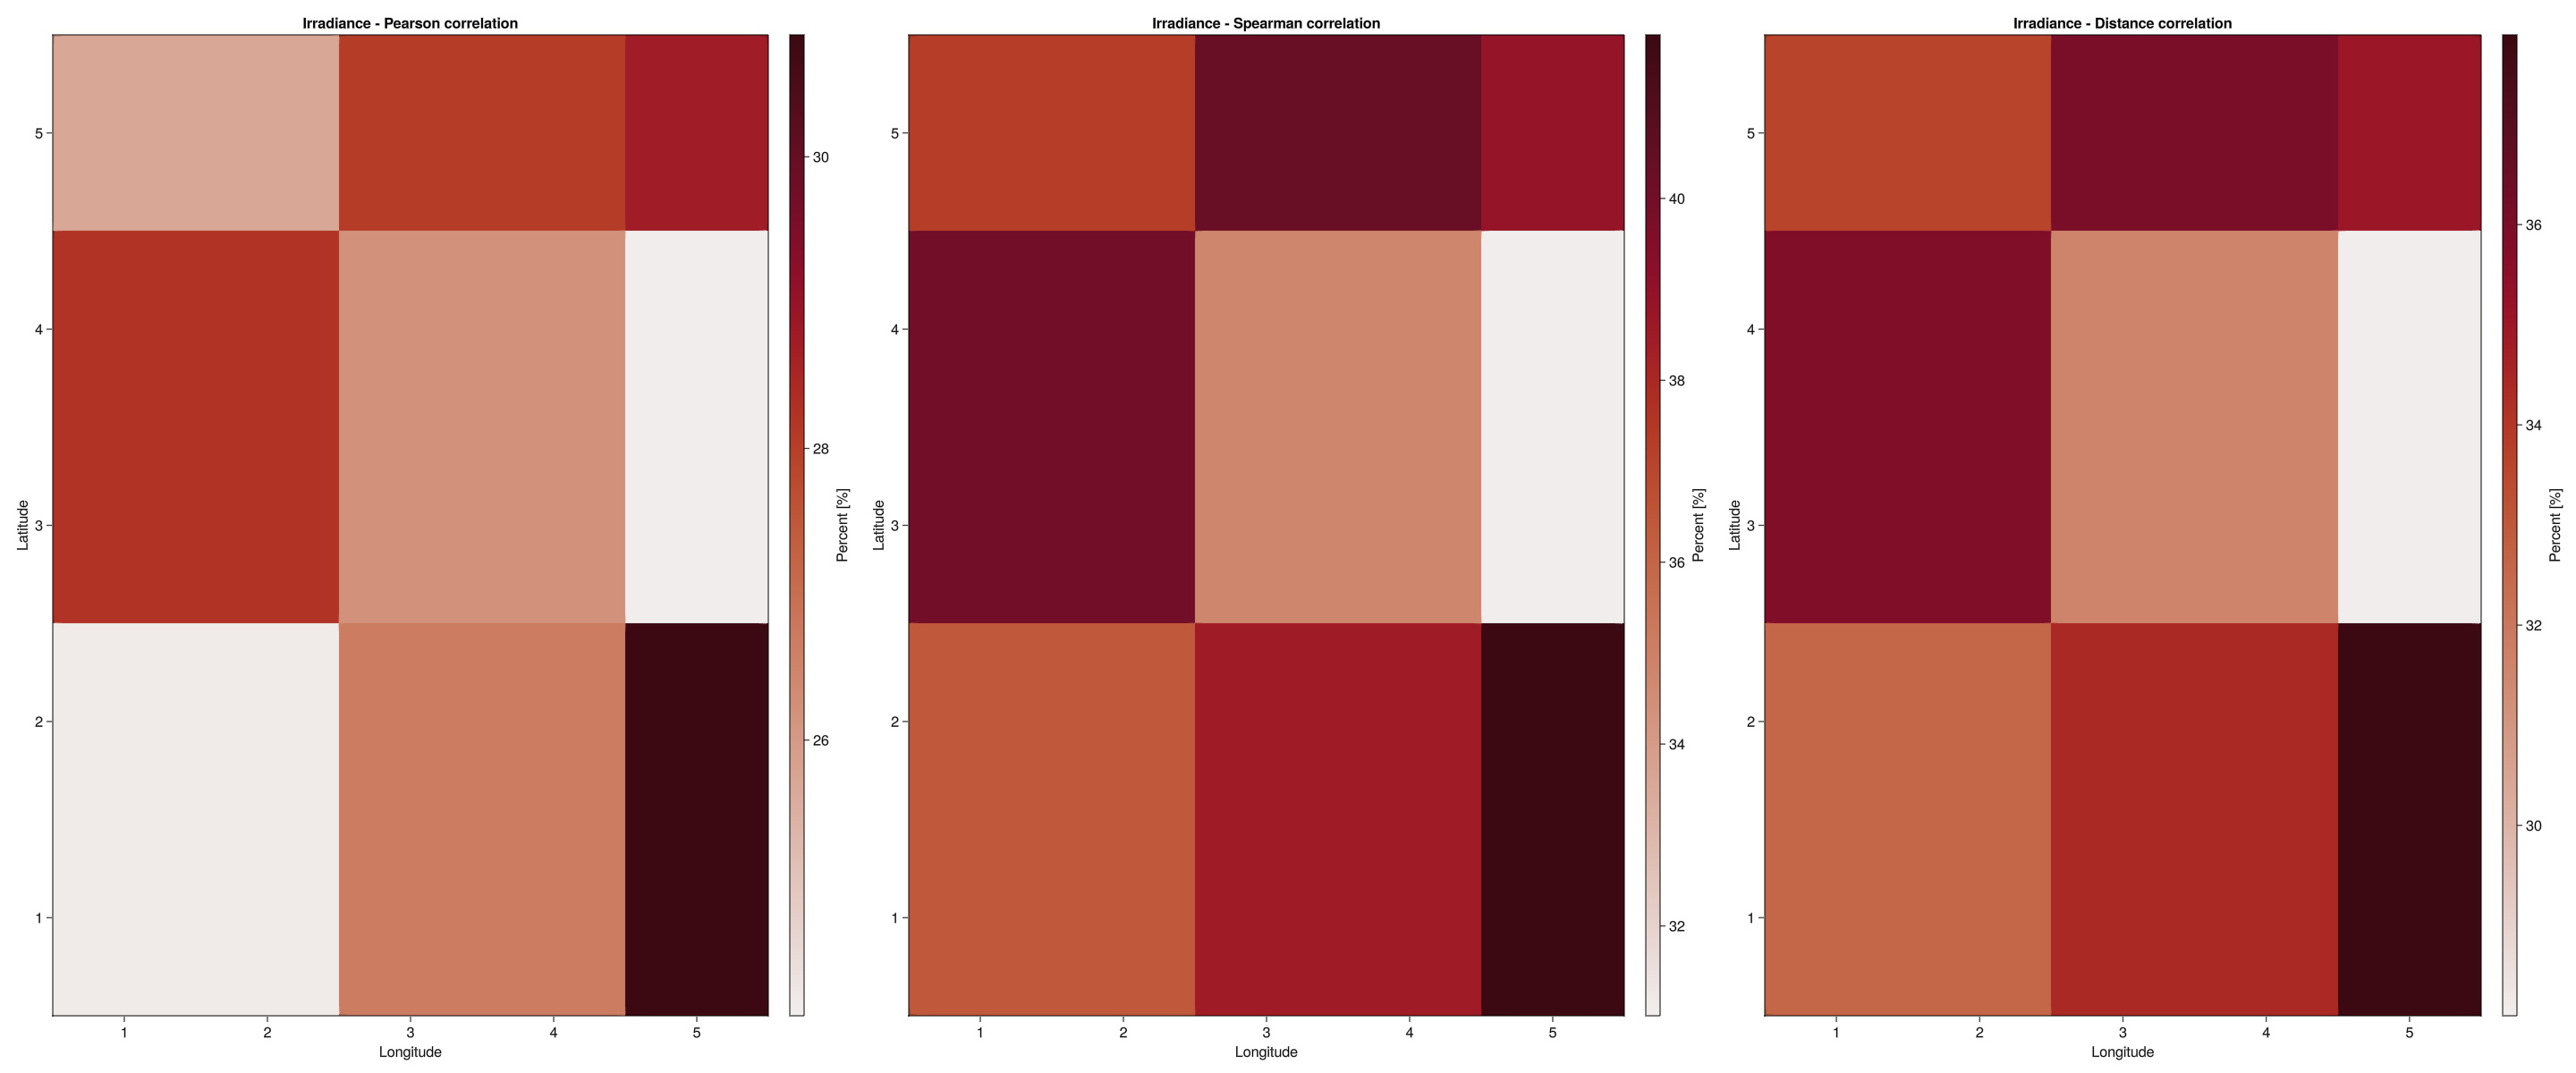 Irradiance - Pearson correlation
5
4
3
2
1
Latitude
1 2 3 4 5
Longitude
30
28
26
Percent [%]
Irradiance - Spearman correlation
5
4
3
2
1
Latitude
1 2 3 4 5
Longitude
40
38
36
34
32
Percent [%]
Irradiance - Distance correlation
5
4
3
2
1
Latitude
1 2 3 4 5
Longitude
36
34
32
30
Percent [%]